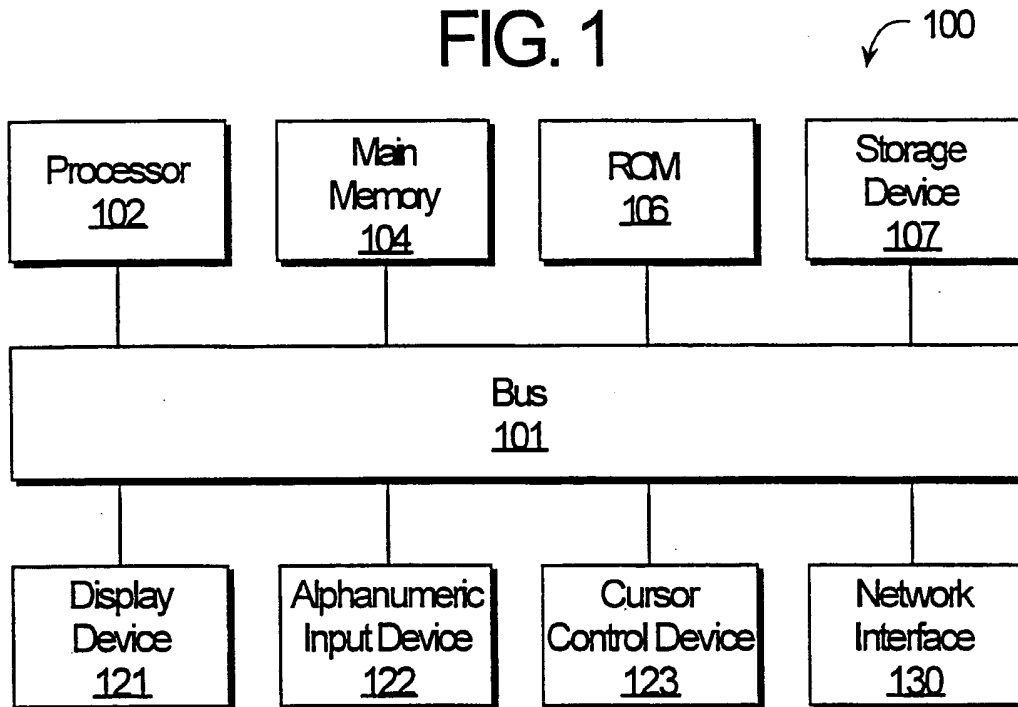 FIG. 1
100
Processor
102
Main
Memory
104
ROM
106
Storage
Device
107
Bus
101
Display
Device
121
Alphanumeric
Input Device
122
Cursor
Control Device
123
Network
Interface
130